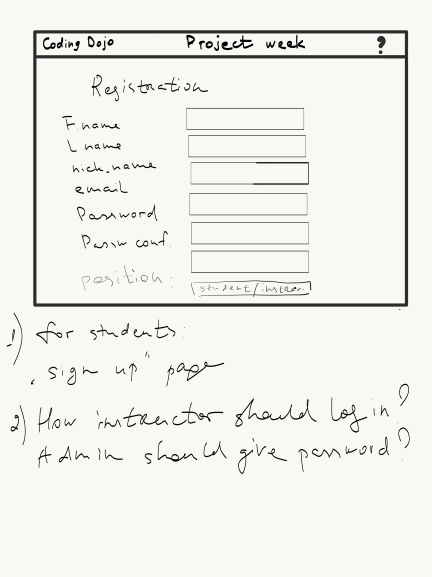 Coding Dojo Project week ?
Registration
F. name
L name
nick_name
email
Password
Passw conf.
position: student/instror.
1) for students:
„sign up" page
2) How instructor should log in?
Admin should give password?